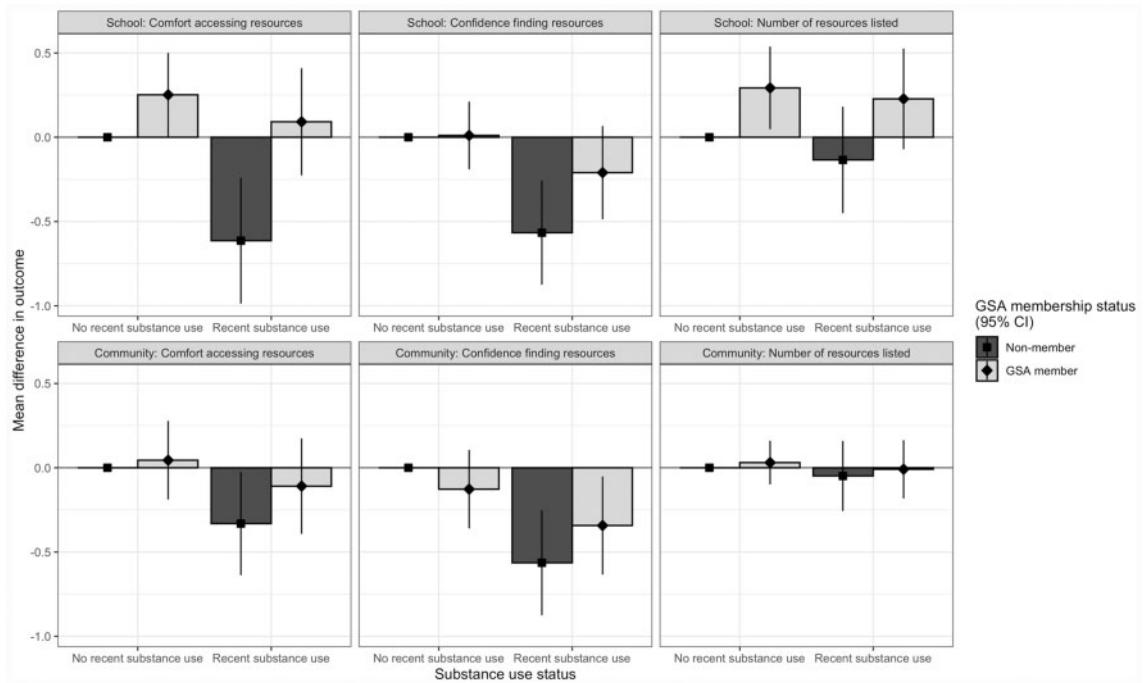 School: Comfort accessing resources
School: Confidence finding resources
School: Number of resources listed
0.5
0.0
-0.5
-1.0
No recent substance use
Recent substance use
No recent substance use
Recent substance use
No recent substance use
Recent substance use
Community: Comfort accessing resources
Community: Confidence finding resources
Community: Number of resources listed
0.5
0.0
-0.5
-1.0
No recent substance use
Recent substance use
No recent substance use
Recent substance use
No recent substance use
Recent substance use
Mean difference in outcome
Substance use status
GSA membership status
(95% CI)
Non-member
GSA member